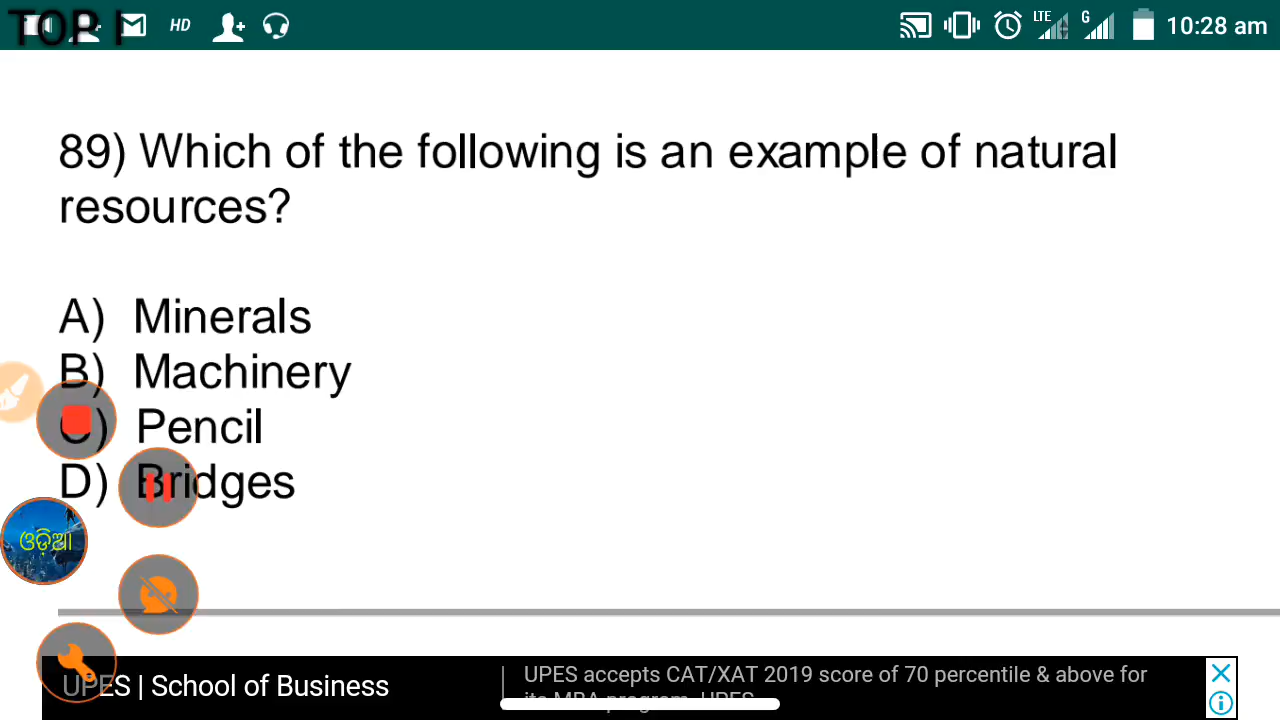 TOP
HD
LTE
G
10:28 am
89) Which of the following is an example of natural
resources?
A) Minerals
B) Machinery
C) Pencil
D) Bridges
ଓଡ଼ିଆ
UPES | School of Business
UPES accepts CAT/XAT 2019 score of 70 percentile & above for
its MBA program. UPES